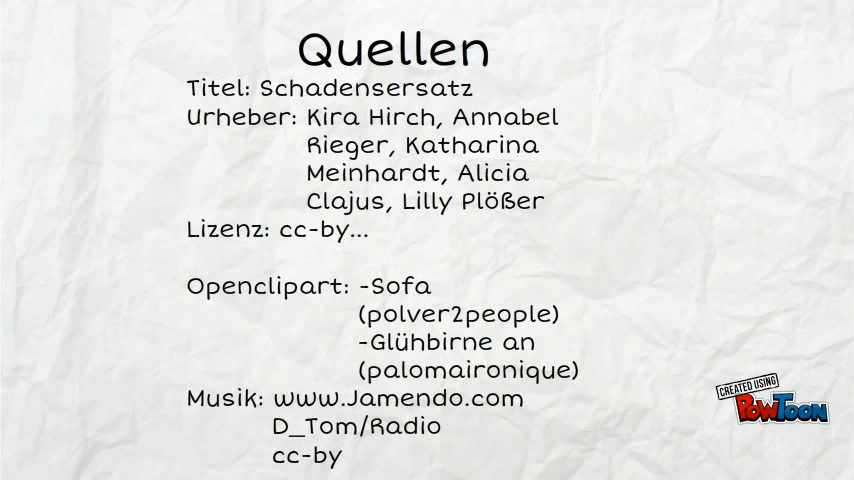 Quellen
Titel: Schadensersatz
Urheber: Kira Hirch, Annabel
Rieger, Katharina
Meinhardt, Alicia
Clajus, Lilly Plößer
Lizenz: cc-by...
Openclipart: -Sofa
(polver2people)
-Glühbirne an
(palomaironique)
Musik: www.Jamendo.com
D_Tom/Radio
cc-by
CREATED USING
POWTOON